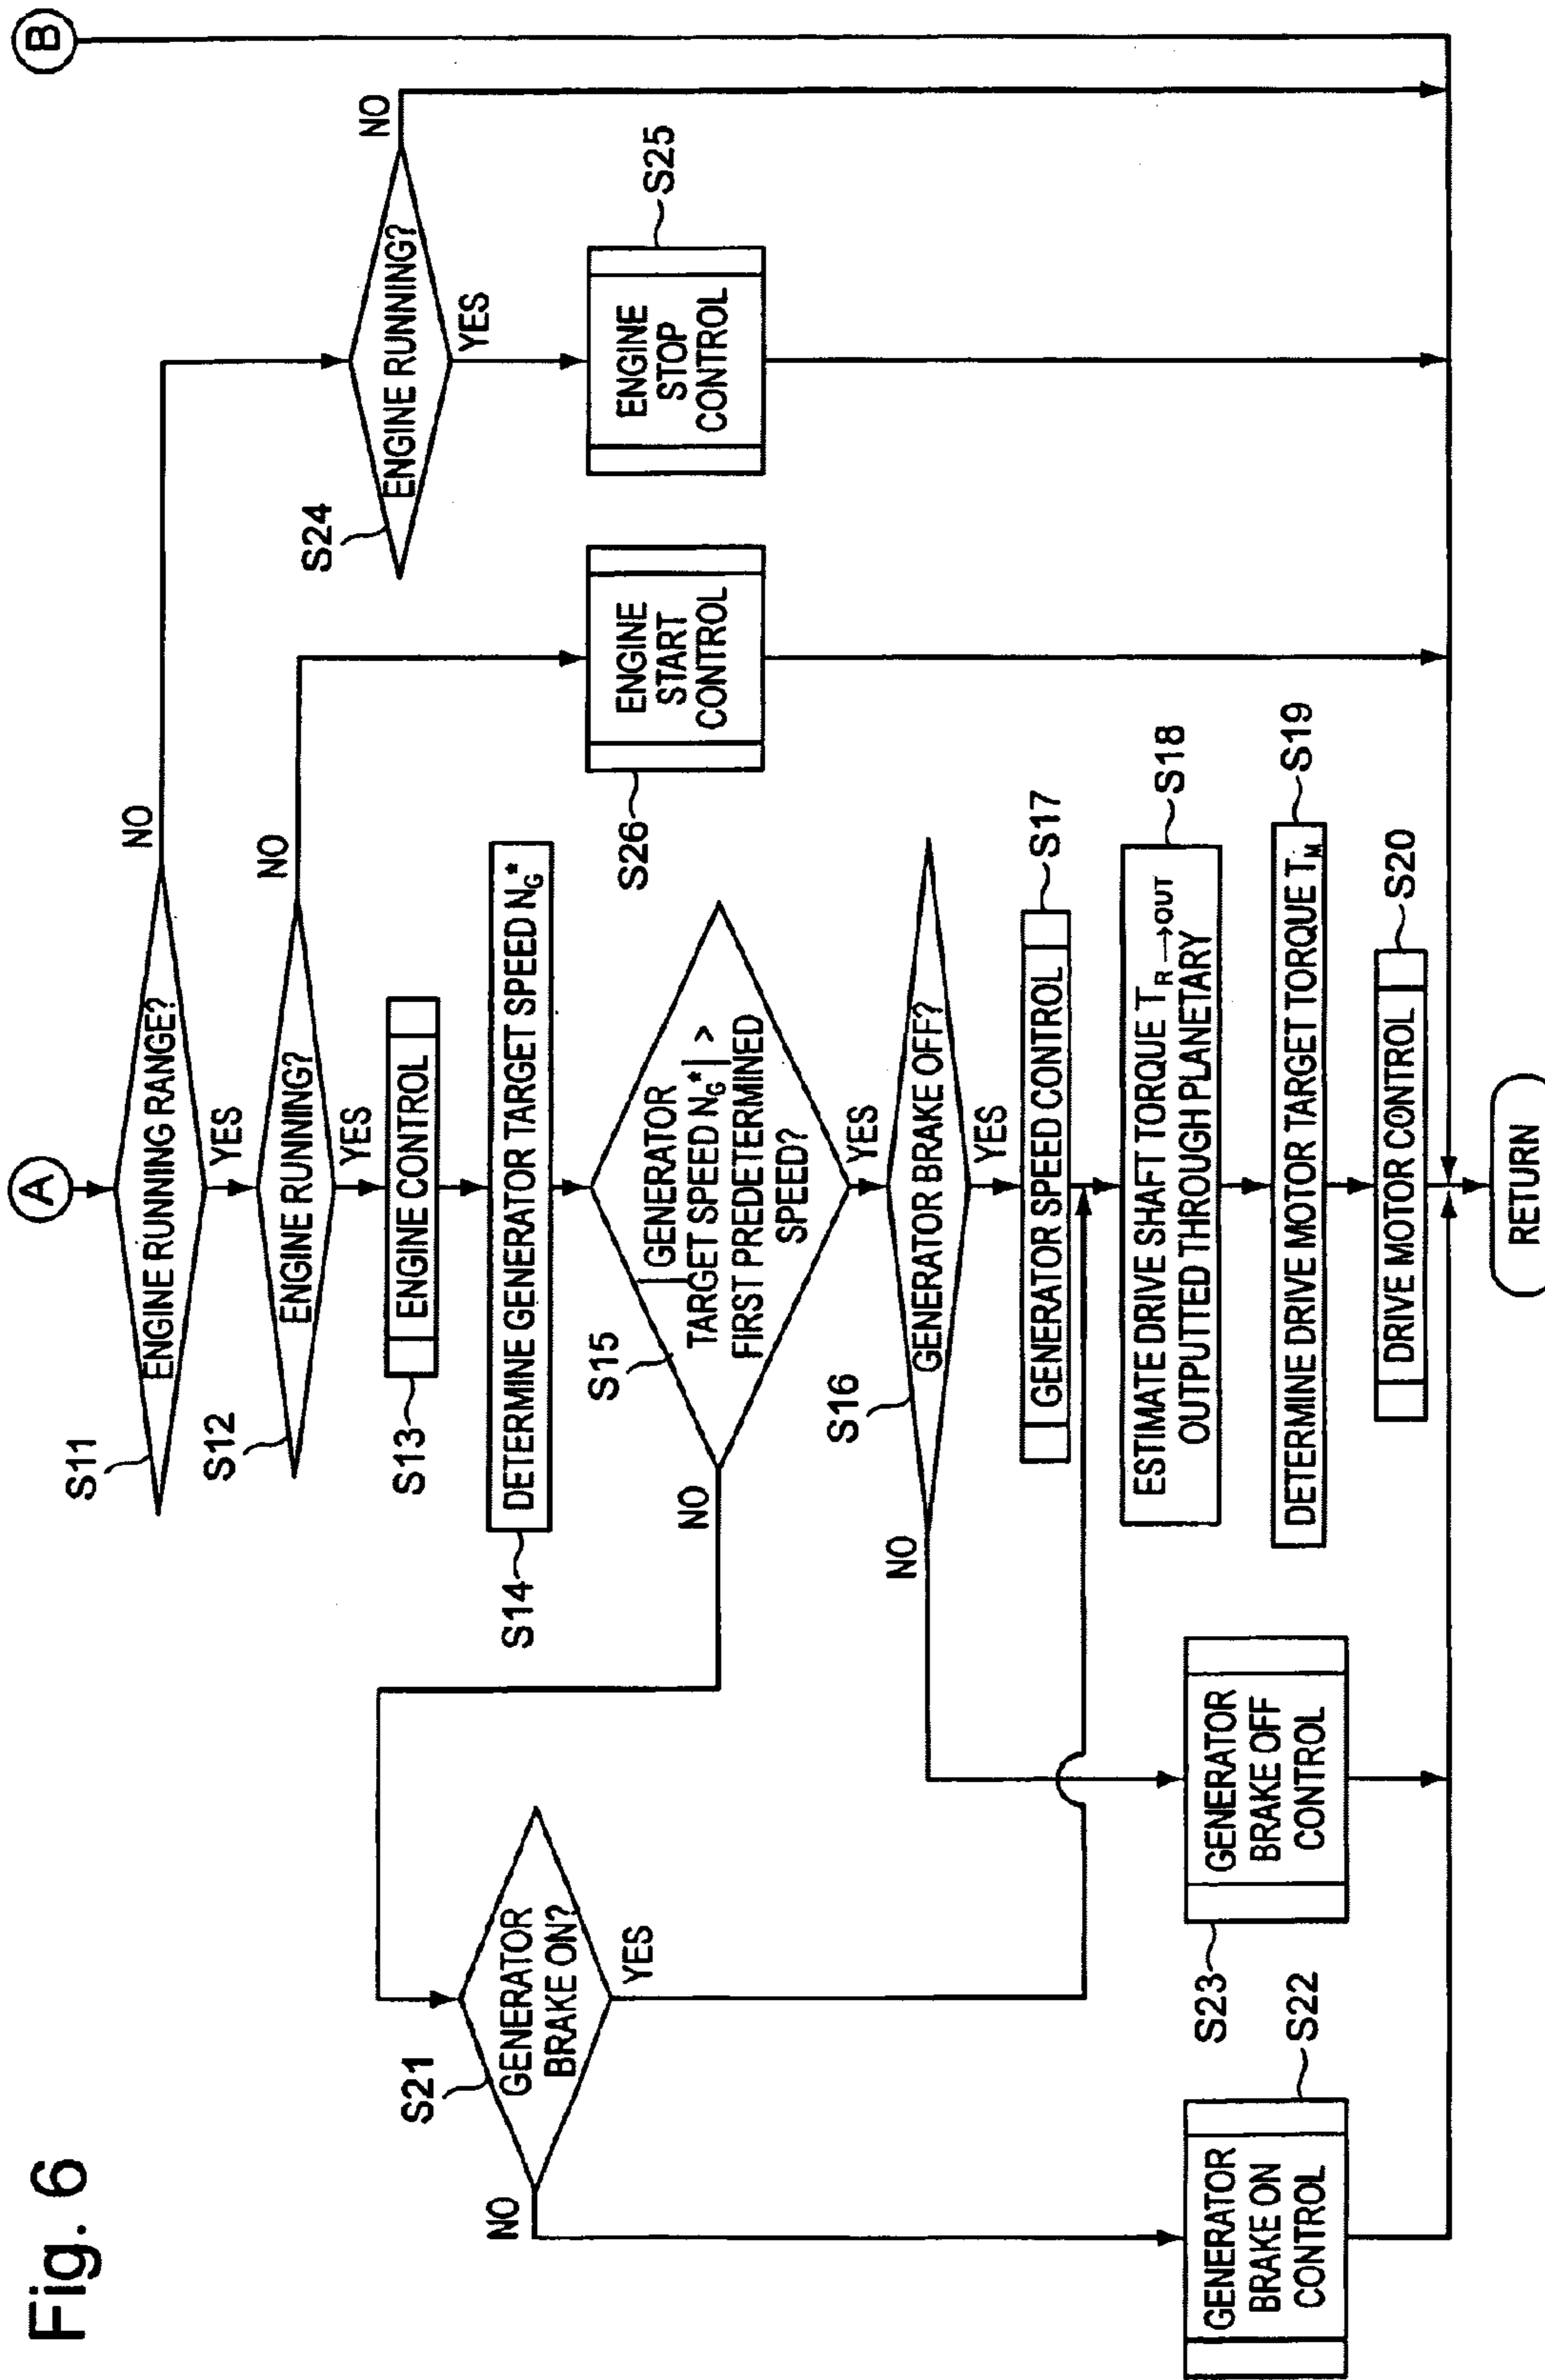 Fig. 6
A
B
S11
ENGINE RUNNING RANGE?
NO
YES
S12
ENGINE RUNNING?
NO
YES
S24
ENGINE RUNNING?
NO
YES
S13
ENGINE CONTROL
S14
DETERMINE GENERATOR TARGET SPEED N_G*
S26
ENGINE
START
CONTROL
S25
ENGINE
STOP
CONTROL
S15
| GENERATOR
TARGET SPEED N_G* | >
FIRST PREDETERMINED
SPEED?
NO
YES
S21
GENERATOR
BRAKE ON?
NO
YES
S16
GENERATOR BRAKE OFF?
NO
YES
GENERATOR SPEED CONTROL
S17
ESTIMATE DRIVE SHAFT TORQUE T_R→OUT
OUTPUTTED THROUGH PLANETARY
S18
GENERATOR
BRAKE ON
CONTROL
S22
S23
GENERATOR
BRAKE OFF
CONTROL
DETERMINE DRIVE MOTOR TARGET TORQUE T_M
S19
DRIVE MOTOR CONTROL
S20
RETURN